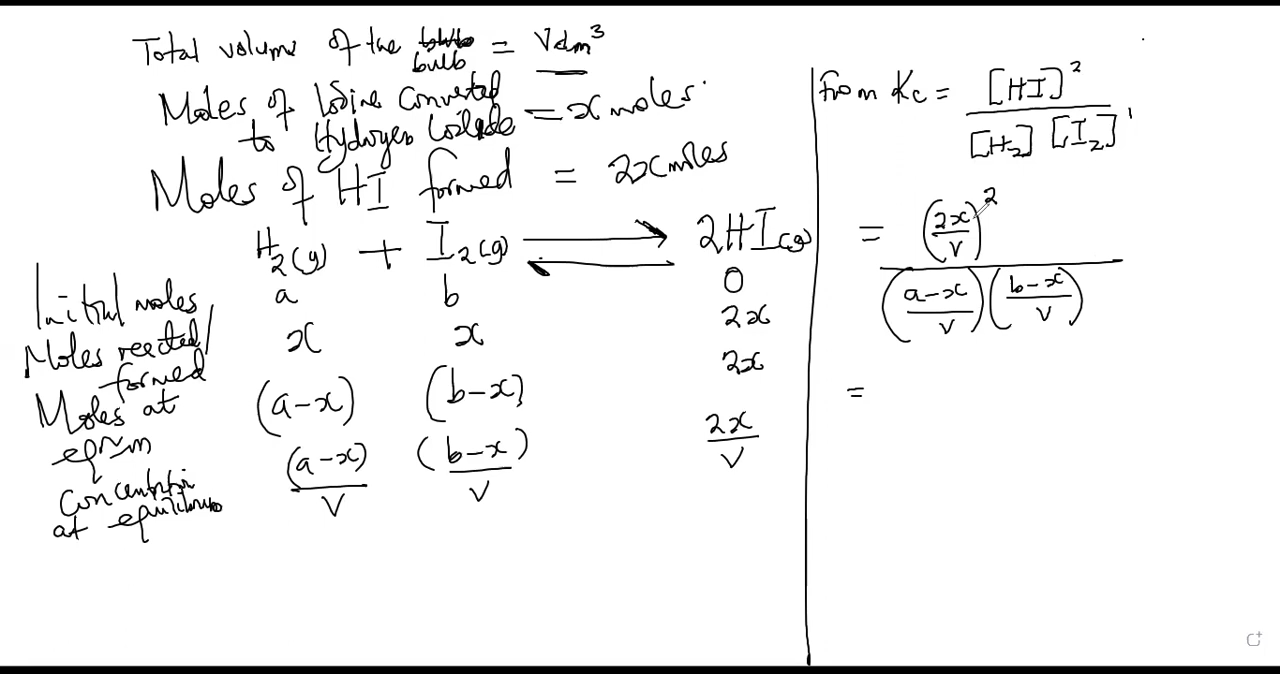 Total volume of the bulb = Vdm³
Moles of Iodine Converted to Hydrogen Iodide = x moles.
Moles of HI formed = 2x moles
H₂(g) + I₂(g) ⇌ 2HI(g)
Initial moles a b 0
Moles reacted/formed x x 2x
Moles at eqm (a-x) (b-x) 2x
Concentration at equilibrium (a-x)/V (b-x)/V 2x/V
from Kc = [HI]² / [H₂] [I₂]¹
= (2x/V)² / (a-x/V)(b-x/V)
=